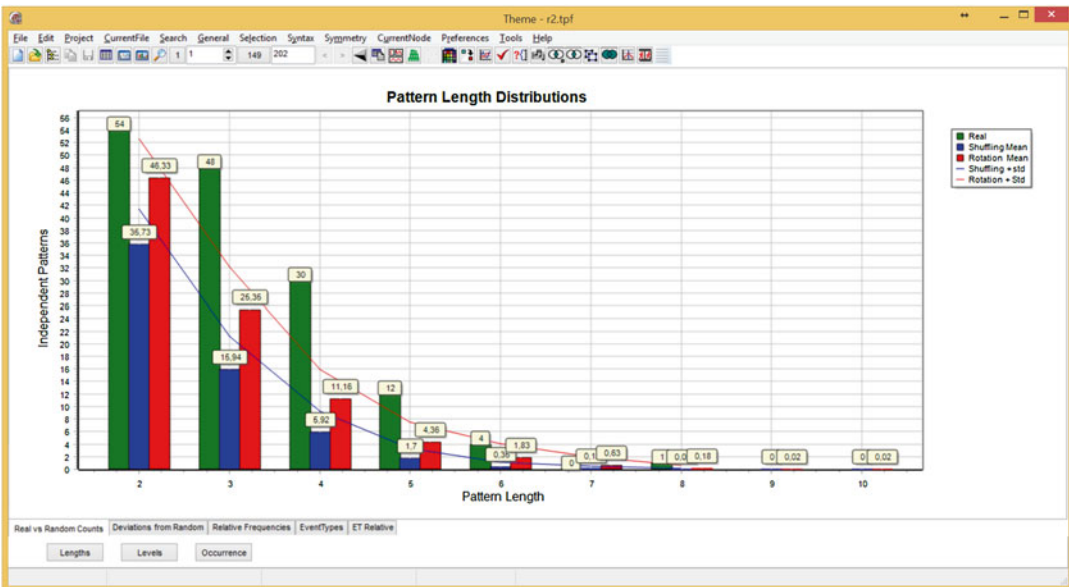 Theme - r2.tpf
File Edit Project CurrentFile Search General Selection Syntax Symmetry CurrentNode Preferences Tools Help
1 1 149 202
Pattern Length Distributions
Real
Shuffling Mean
Rotation Mean
Shuffling + std
Rotation + Std
Independent Patterns
56
54
52
50
48
46
44
42
40
38
36
34
32
30
28
26
24
22
20
18
16
14
12
10
8
6
4
2
0
54 48 30 12 4 0 1 0 0
36,73 15,94 5,92 1,7 0,36
46,33 25,36 11,16 4,36 1,83 0,63 0,18 0,02 0,02
2 3 4 5 6 7 8 9 10
Pattern Length
Real vs Random Counts Deviations from Random Relative Frequencies EventTypes ET Relative
Lengths Levels Occurrence